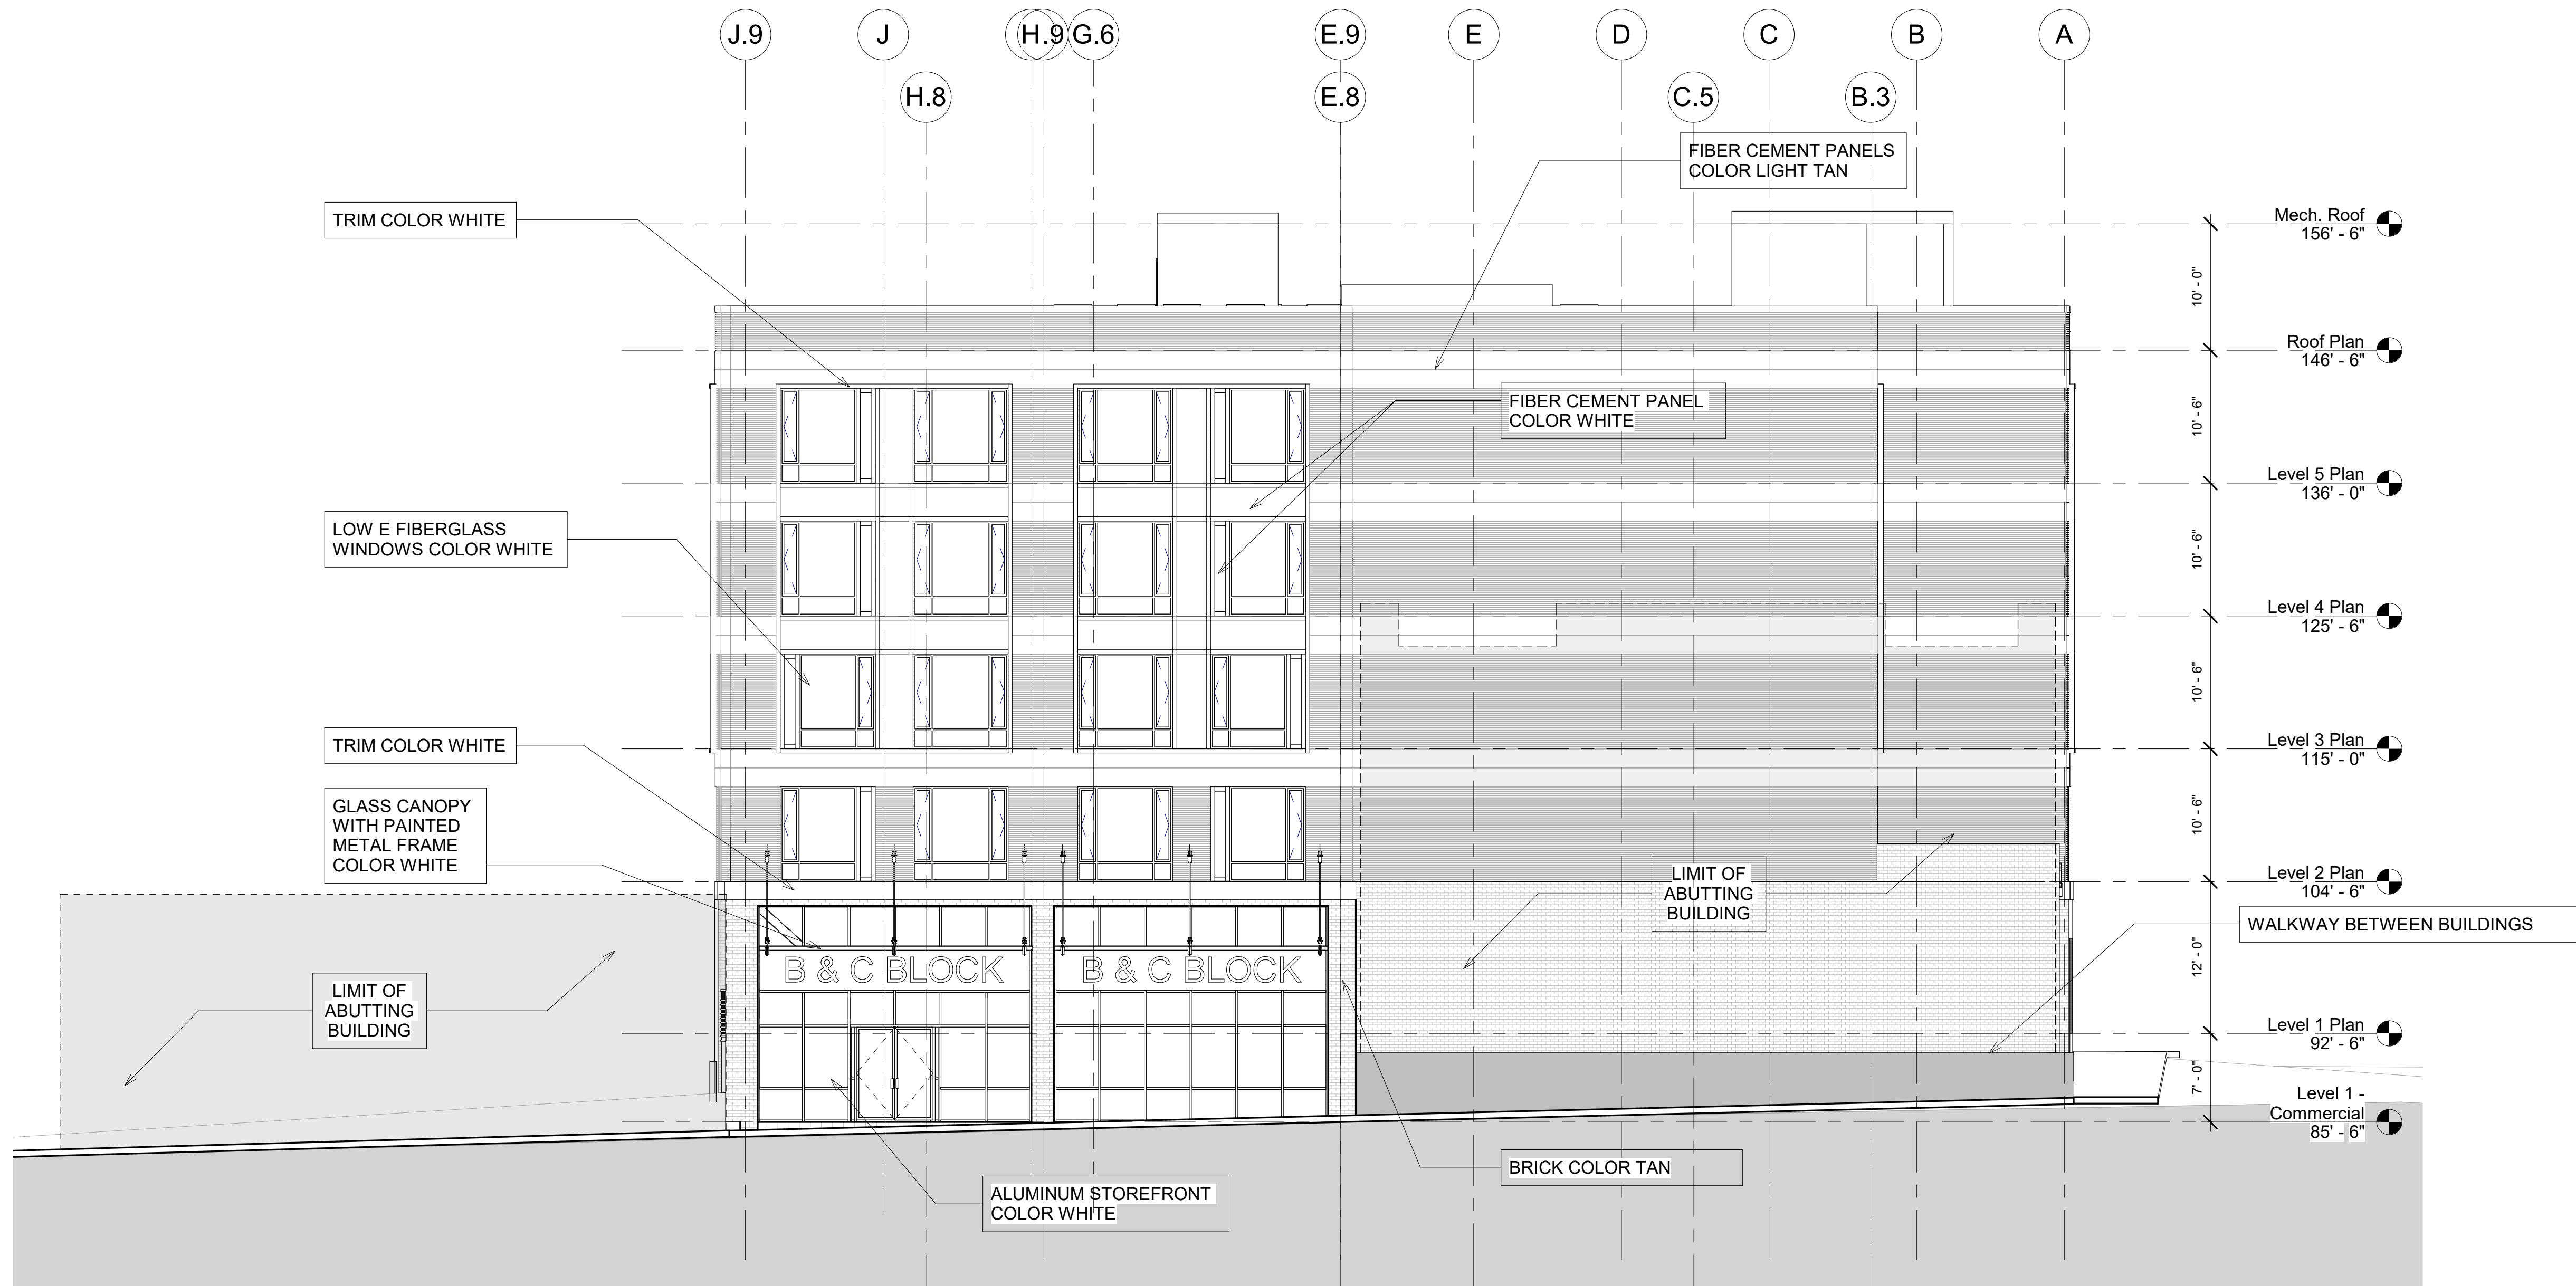 J.9
J
H.9
G.6
E.9
E
D
C
B
A
H.8
E.8
C.5
B.3
FIBER CEMENT PANELS
COLOR LIGHT TAN
TRIM COLOR WHITE
Mech. Roof
156' - 6"
10' - 0"
Roof Plan
146' - 6"
FIBER CEMENT PANEL
COLOR WHITE
10' - 6"
Level 5 Plan
136' - 0"
LOW E FIBERGLASS
WINDOWS COLOR WHITE
10' - 6"
Level 4 Plan
125' - 6"
10' - 6"
TRIM COLOR WHITE
Level 3 Plan
115' - 0"
GLASS CANOPY
WITH PAINTED
METAL FRAME
COLOR WHITE
10' - 6"
LIMIT OF
ABUTTING
BUILDING
Level 2 Plan
104' - 6"
WALKWAY BETWEEN BUILDINGS
B & C BLOCK
B & C BLOCK
12' - 0"
LIMIT OF
ABUTTING
BUILDING
Level 1 Plan
92' - 6"
7' - 0"
Level 1 -
Commercial
85' - 6"
BRICK COLOR TAN
ALUMINUM STOREFRONT
COLOR WHITE